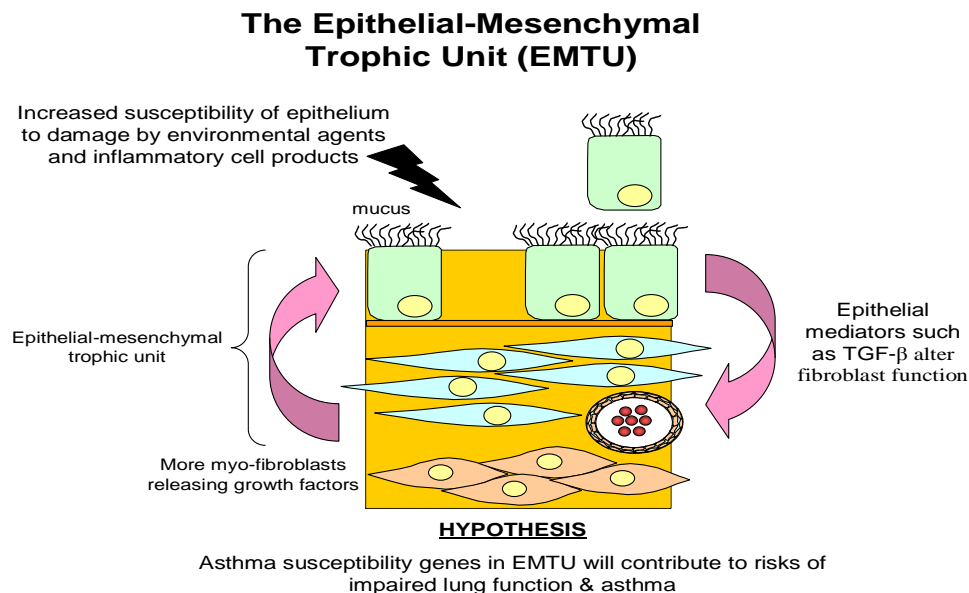 The Epithelial-Mesenchymal
Trophic Unit (EMTU)
Increased susceptibility of epithelium
to damage by environmental agents
and inflammatory cell products
mucus
Epithelial-mesenchymal
trophic unit
Epithelial
mediators such
as TGF-β alter
fibroblast function
More myo-fibroblasts
releasing growth factors
HYPOTHESIS
Asthma susceptibility genes in EMTU will contribute to risks of
impaired lung function & asthma